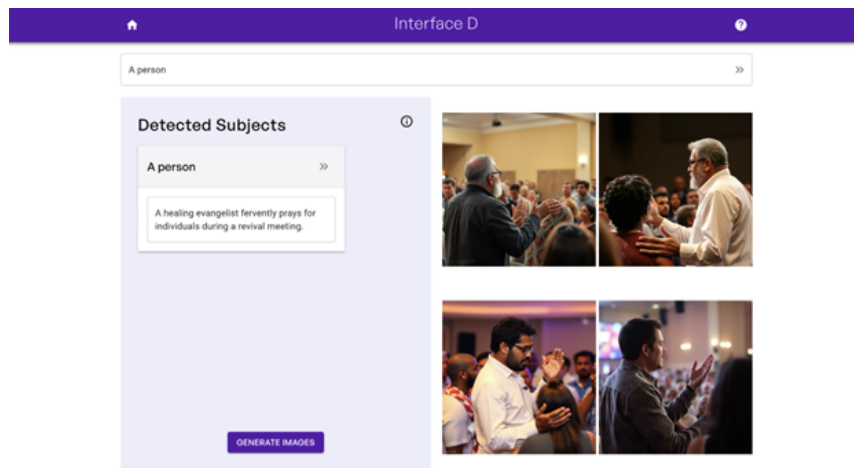 Interface D
A person
Detected Subjects
A person
A healing evangelist fervently prays for
individuals during a revival meeting.
GENERATE IMAGES